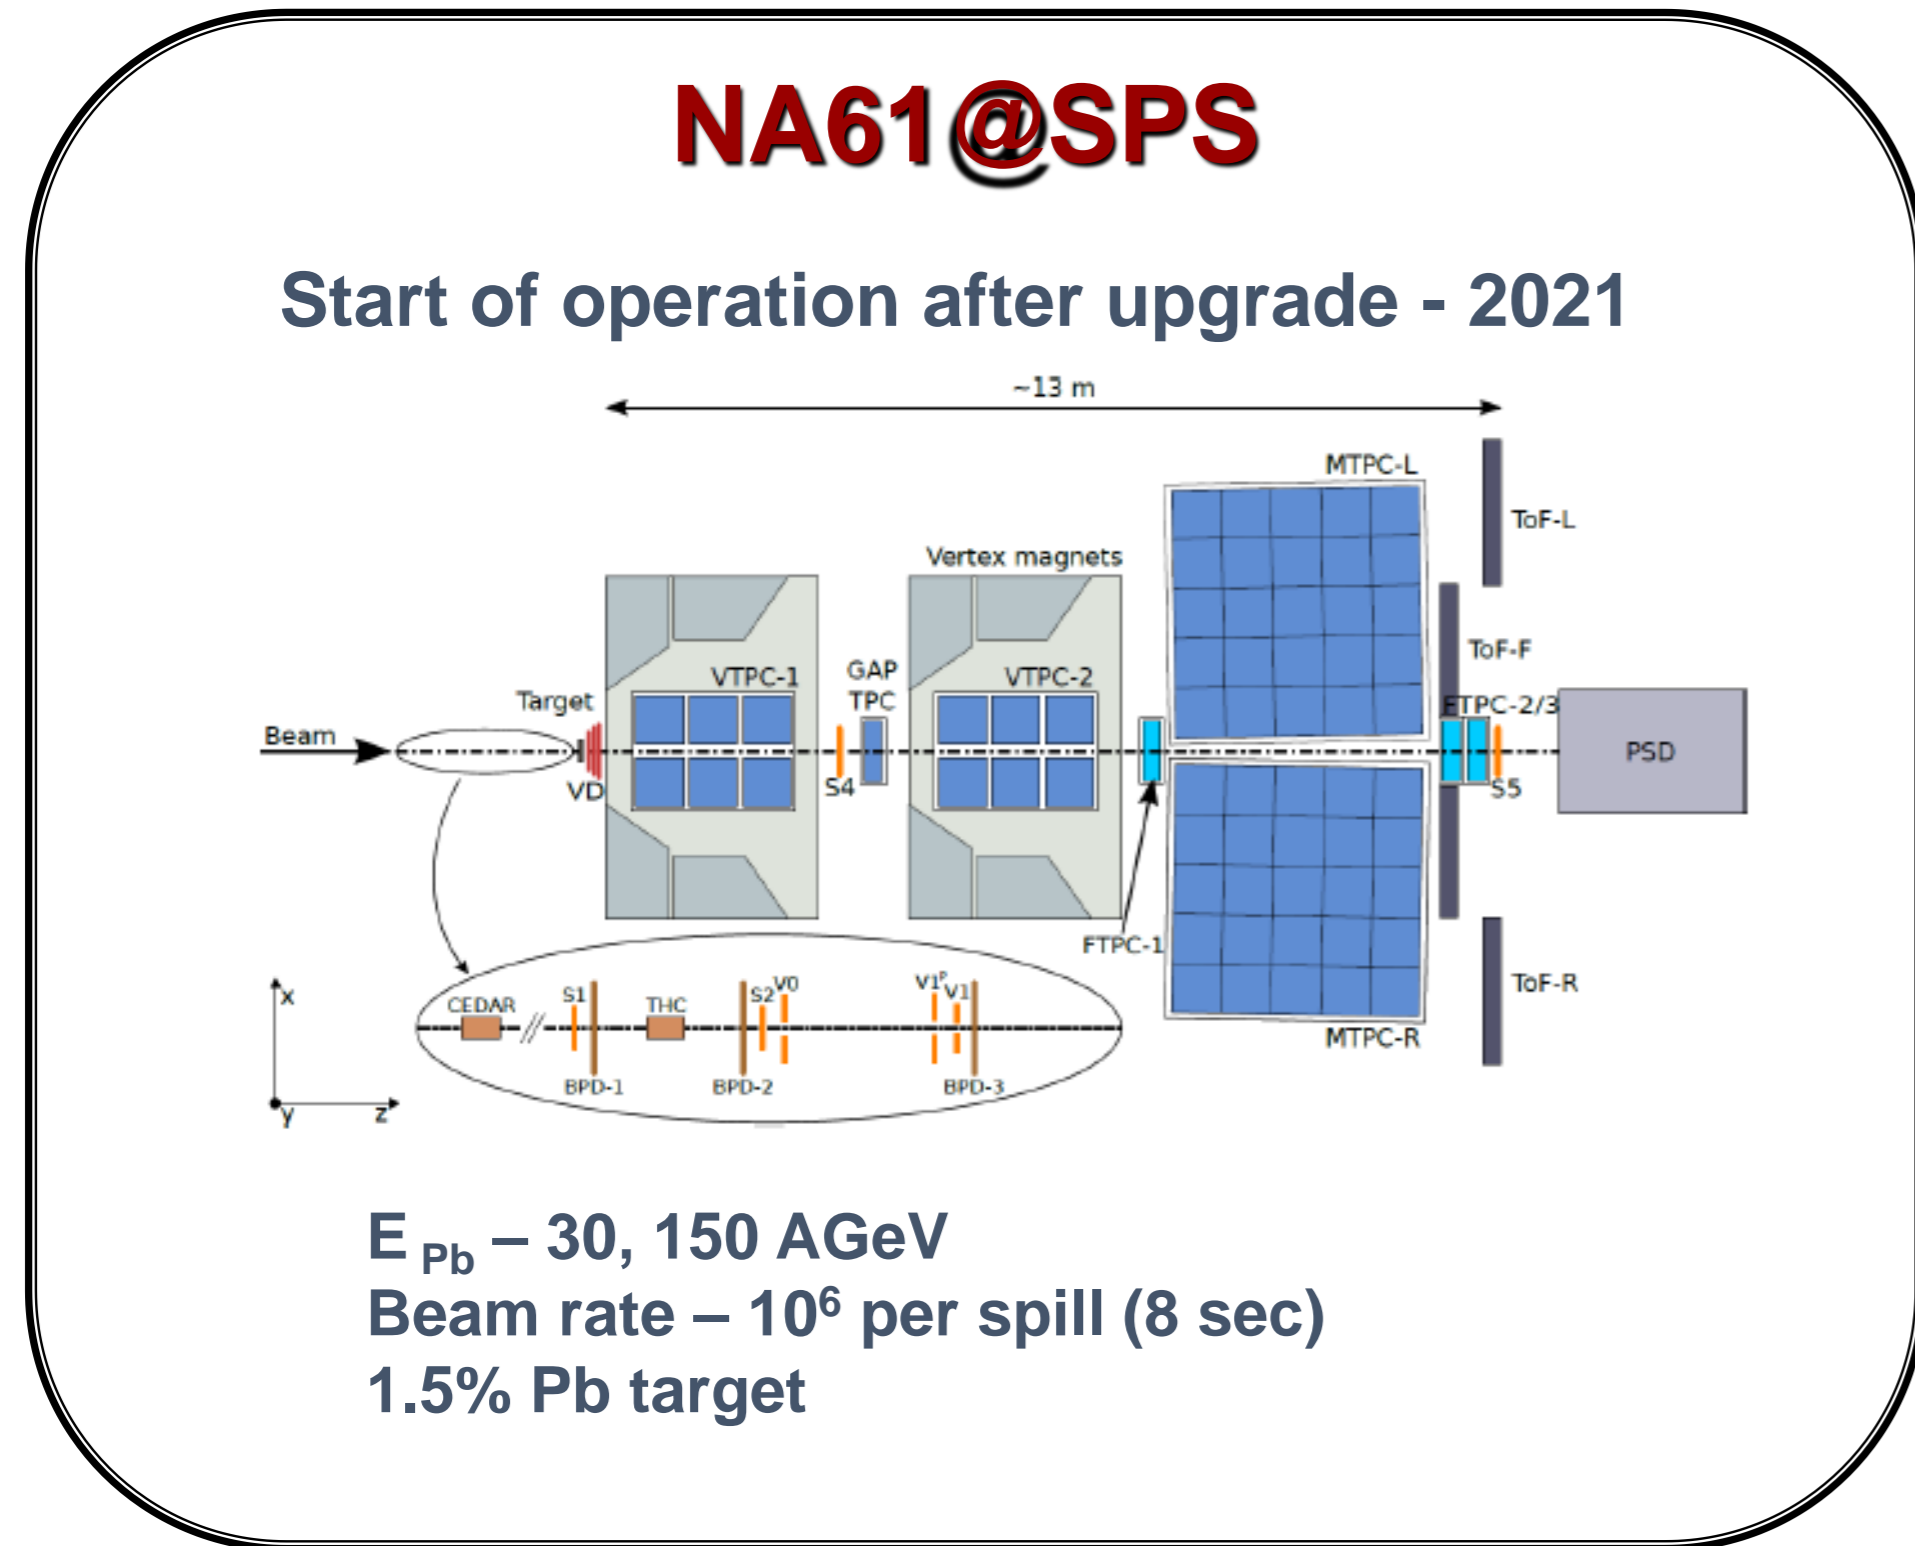 NA61@SPS
Start of operation after upgrade - 2021
~13 m
MTPC-L
ToF-L
Vertex magnets
ToF-F
VTPC-1
GAP
TPC
VTPC-2
Target
FTPC-2/3
Beam
PSD
VD
S4
S5
FTPC-1
ToF-R
MTPC-R
x
CEDAR
S1
THC
S2
V0
V1ᵖ
V1
BPD-1
BPD-2
BPD-3
y
z
E Pb – 30, 150 AGeV
Beam rate – 10⁶ per spill (8 sec)
1.5% Pb target